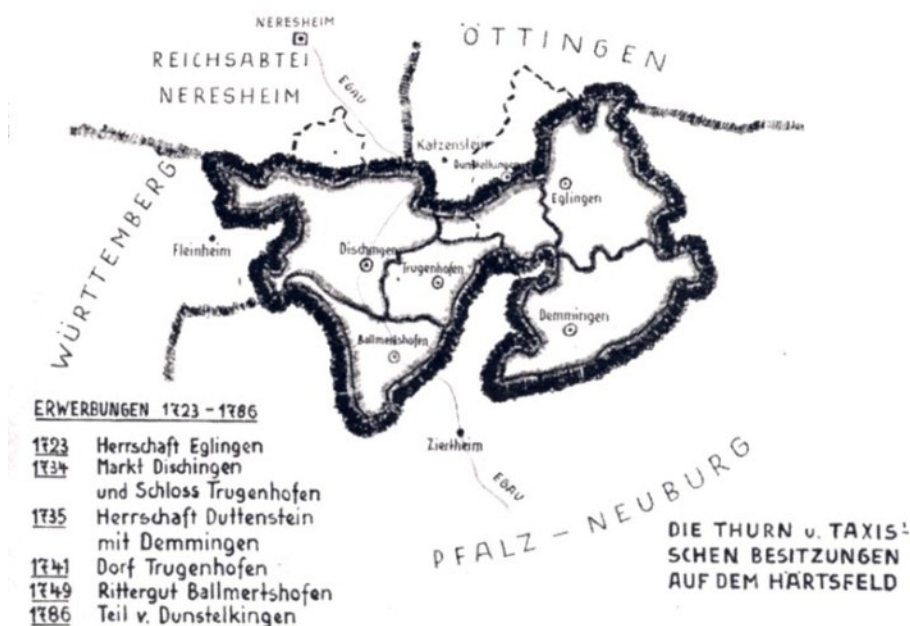 NERESHEIM
ÖTTINGEN
REICHSABTEI
NERESHEIM
EGAU
Katzenstein
Dunstelkingen
WÜRTTEMBERG
Eglingen
Fleinheim
Dischingen
Trugenhofen
Demmingen
Ballmertshofen
Ziertheim
EGAU
PFALZ – NEUBURG
ERWERBUNGEN 1723 – 1786
1723 Herrschaft Eglingen
1734 Markt Dischingen
und Schloss Trugenhofen
1735 Herrschaft Duttenstein
mit Demmingen
1741 Dorf Trugenhofen
1749 Rittergut Ballmertshofen
1786 Teil v. Dunstelkingen
DIE THURN u. TAXIS'-
SCHEN BESITZUNGEN
AUF DEM HÄRTSFELD